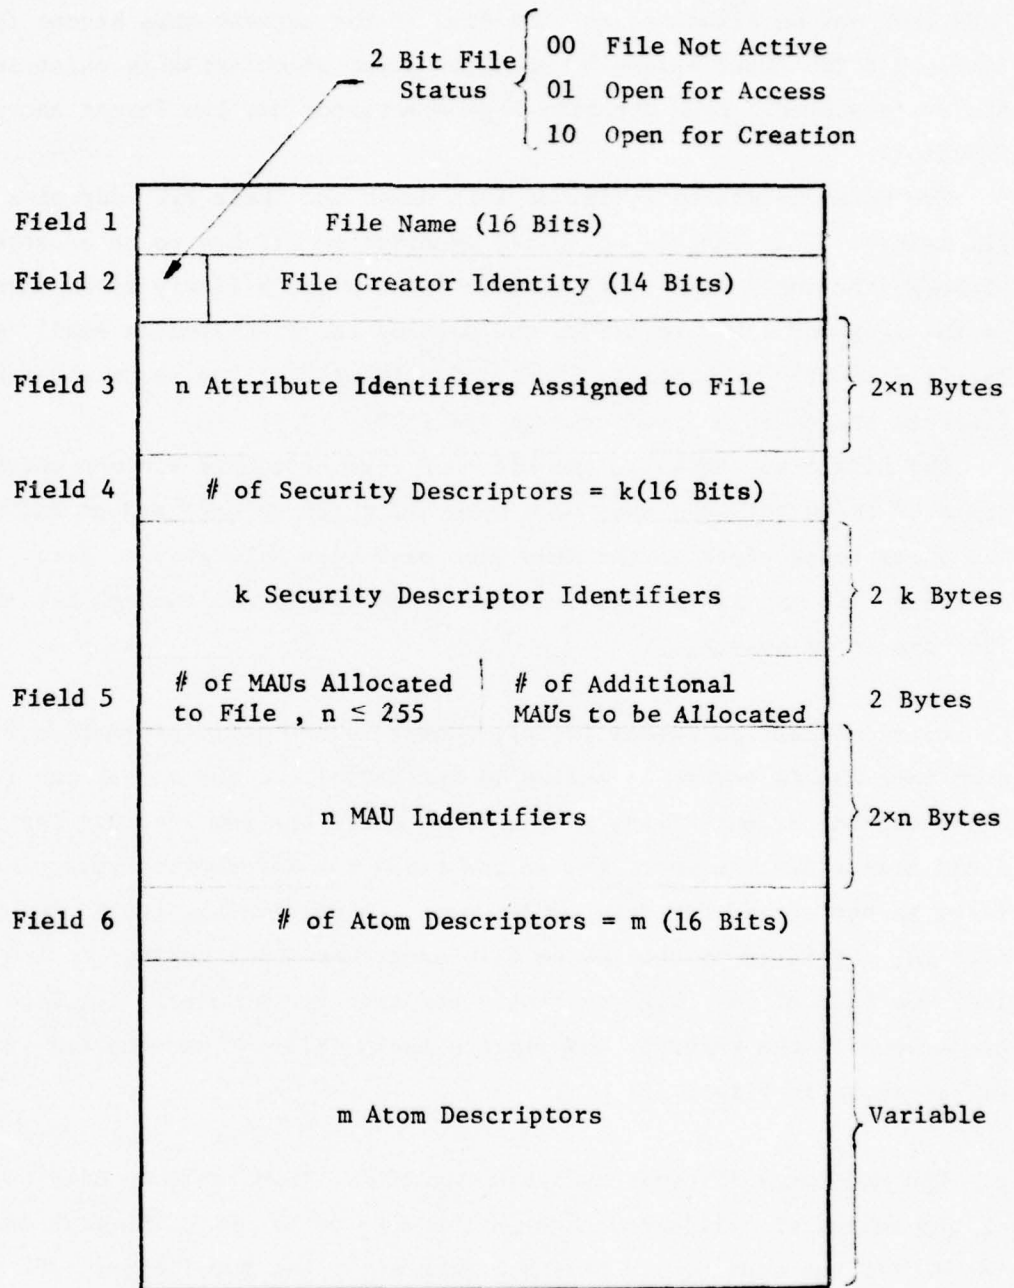 2 Bit File
Status
00 File Not Active
01 Open for Access
10 Open for Creation
Field 1 File Name (16 Bits)
Field 2 File Creator Identity (14 Bits)
Field 3 n Attribute Identifiers Assigned to File 2×n Bytes
Field 4 # of Security Descriptors = k(16 Bits)
k Security Descriptor Identifiers 2 k Bytes
Field 5 # of MAUs Allocated
to File , n ≤ 255
# of Additional
MAUs to be Allocated
2 Bytes
n MAU Indentifiers 2×n Bytes
Field 6 # of Atom Descriptors = m (16 Bits)
m Atom Descriptors Variable